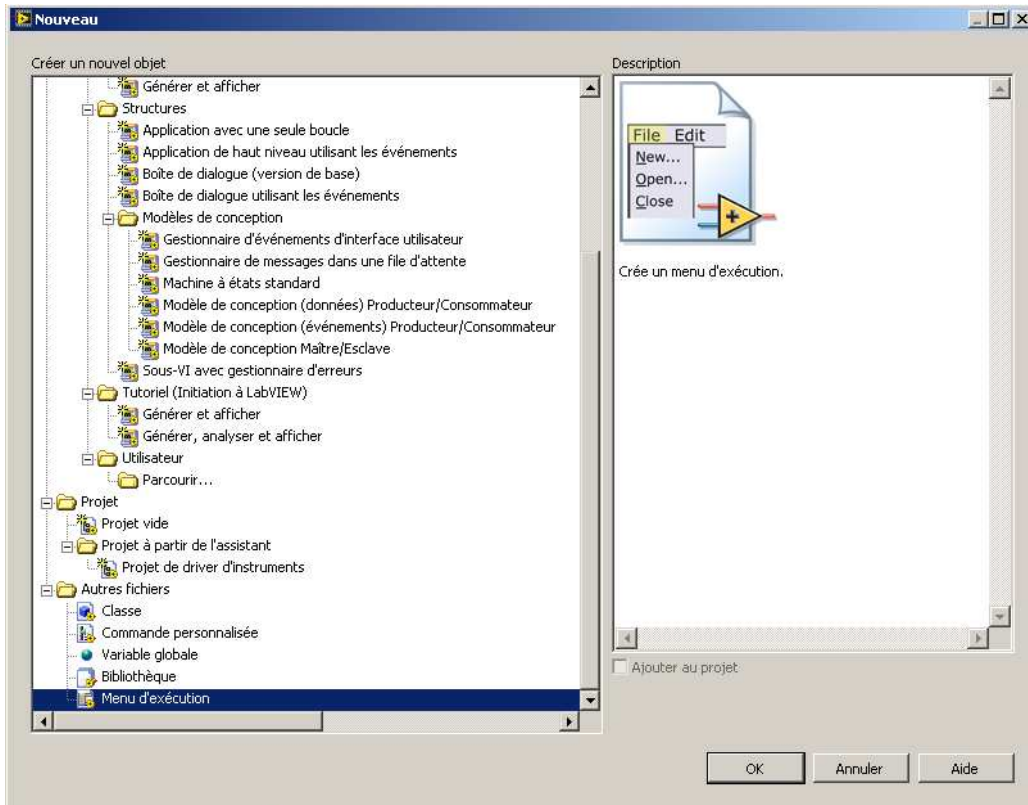 Nouveau
Créer un nouvel objet
Générer et afficher
Structures
Application avec une seule boucle
Application de haut niveau utilisant les événements
Boîte de dialogue (version de base)
Boîte de dialogue utilisant les événements
Modèles de conception
Gestionnaire d'événements d'interface utilisateur
Gestionnaire de messages dans une file d'attente
Machine à états standard
Modèle de conception (données) Producteur/Consommateur
Modèle de conception (événements) Producteur/Consommateur
Modèle de conception Maître/Esclave
Sous-VI avec gestionnaire d'erreurs
Tutoriel (Initiation à LabVIEW)
Générer et afficher
Générer, analyser et afficher
Utilisateur
Parcourir...
Projet
Projet vide
Projet à partir de l'assistant
Projet de driver d'instruments
Autres fichiers
Classe
Commande personnalisée
Variable globale
Bibliothèque
Menu d'exécution
Description
File Edit
New...
Open...
Close
Crée un menu d'exécution.
Ajouter au projet
OK Annuler Aide